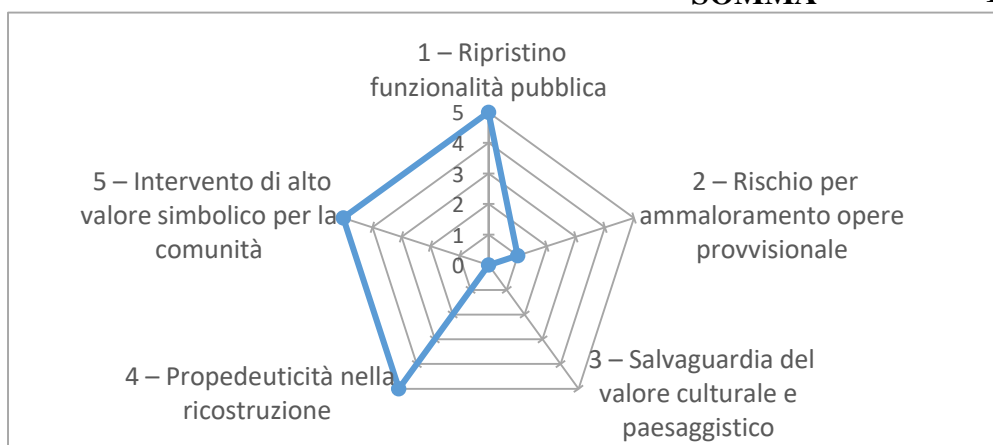 SOMMA
1 – Ripristino
funzionalità pubblica
5
4
3
2
1
0
2 – Rischio per
ammaloramento opere
provvisionale
3 – Salvaguardia del
valore culturale e
paesaggistico
4 – Propedeuticità nella
ricostruzione
5 – Intervento di alto
valore simbolico per la
comunità